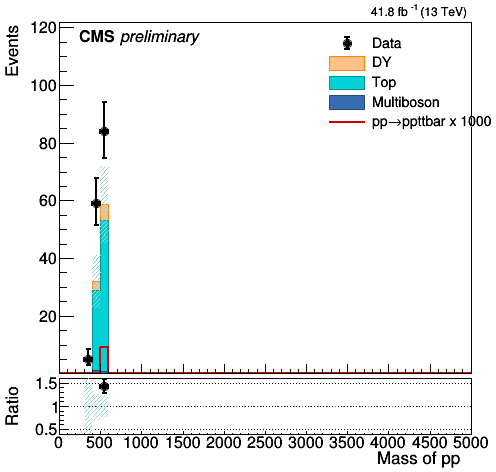 41.8 fb⁻¹ (13 TeV)
CMS preliminary
Events
120
100
80
60
40
20
Data
DY
Top
Multiboson
pp→ppttbar x 1000
Ratio
1.5
1
0.5
0 500 1000 1500 2000 2500 3000 3500 4000 4500 5000
Mass of pp